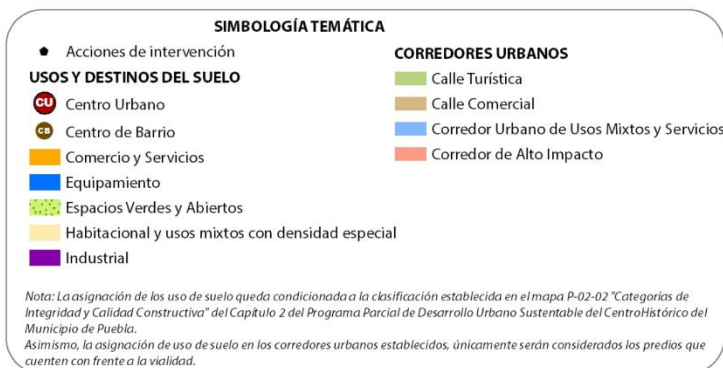 SIMBOLOGÍA TEMÁTICA
Acciones de intervención
USOS Y DESTINOS DEL SUELO
CU Centro Urbano
CB Centro de Barrio
Comercio y Servicios
Equipamiento
Espacios Verdes y Abiertos
Habitacional y usos mixtos con densidad especial
Industrial
CORREDORES URBANOS
Calle Turística
Calle Comercial
Corredor Urbano de Usos Mixtos y Servicios
Corredor de Alto Impacto
Nota: La asignación de los uso de suelo queda condicionada a la clasificación establecida en el mapa P-02-02 "Categorías de
Integridad y Calidad Constructiva" del Capítulo 2 del Programa Parcial de Desarrollo Urbano Sustentable del CentroHistórico del
Municipio de Puebla.
Asimismo, la asignación de uso de suelo en los corredores urbanos establecidos, únicamente serán considerados los predios que
cuenten con frente a la vialidad.